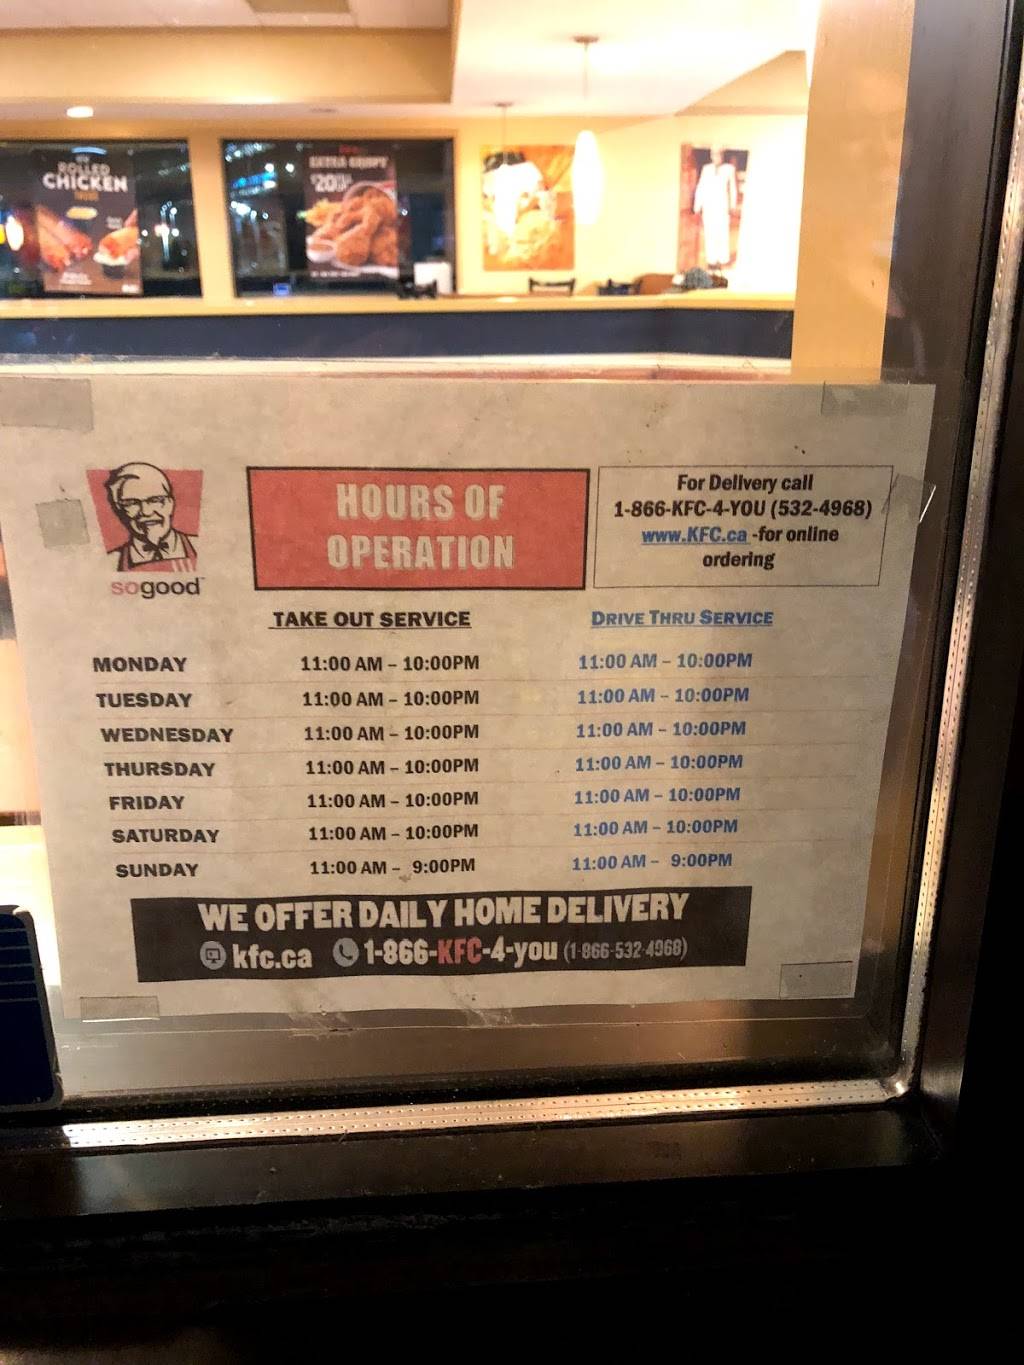 ROLLED
CHICKEN
EXTRA CRISPY
$20
HOURS OF
OPERATION
For Delivery call
1-866-KFC-4-YOU (532-4968)
www.KFC.ca -for online
ordering
sogood™
TAKE OUT SERVICE DRIVE THRU SERVICE
MONDAY 11:00 AM – 10:00PM 11:00 AM – 10:00PM
TUESDAY 11:00 AM – 10:00PM 11:00 AM – 10:00PM
WEDNESDAY 11:00 AM – 10:00PM 11:00 AM – 10:00PM
THURSDAY 11:00 AM – 10:00PM 11:00 AM – 10:00PM
FRIDAY 11:00 AM – 10:00PM 11:00 AM – 10:00PM
SATURDAY 11:00 AM – 10:00PM 11:00 AM – 10:00PM
SUNDAY 11:00 AM – 9:00PM 11:00 AM – 9:00PM
WE OFFER DAILY HOME DELIVERY
kfc.ca 1-866-KFC-4-you (1-866-532-4968)